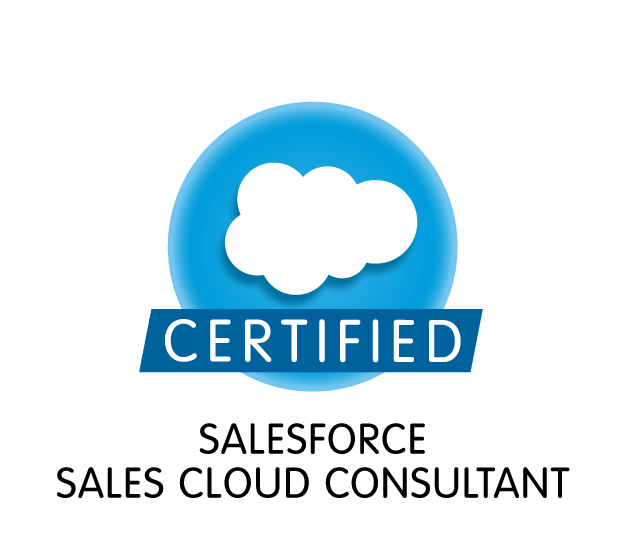 CERTIFIED
SALESFORCE
SALES CLOUD CONSULTANT